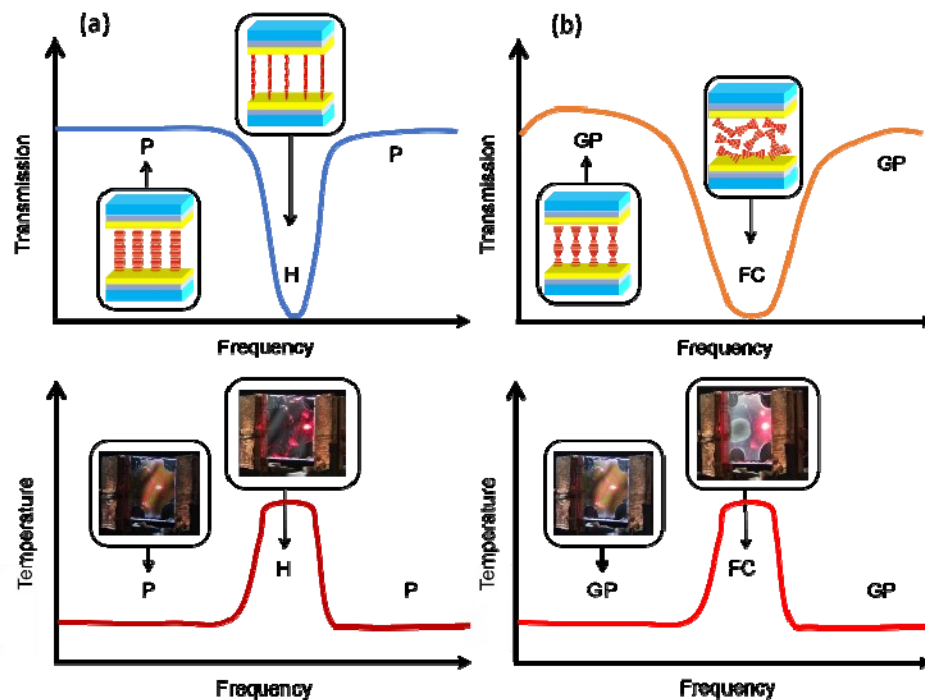 (a)
Transmission
P
H
P
Frequency
(b)
Transmission
GP
FC
GP
Frequency
Temperature
P
H
P
Frequency
Temperature
GP
FC
GP
Frequency